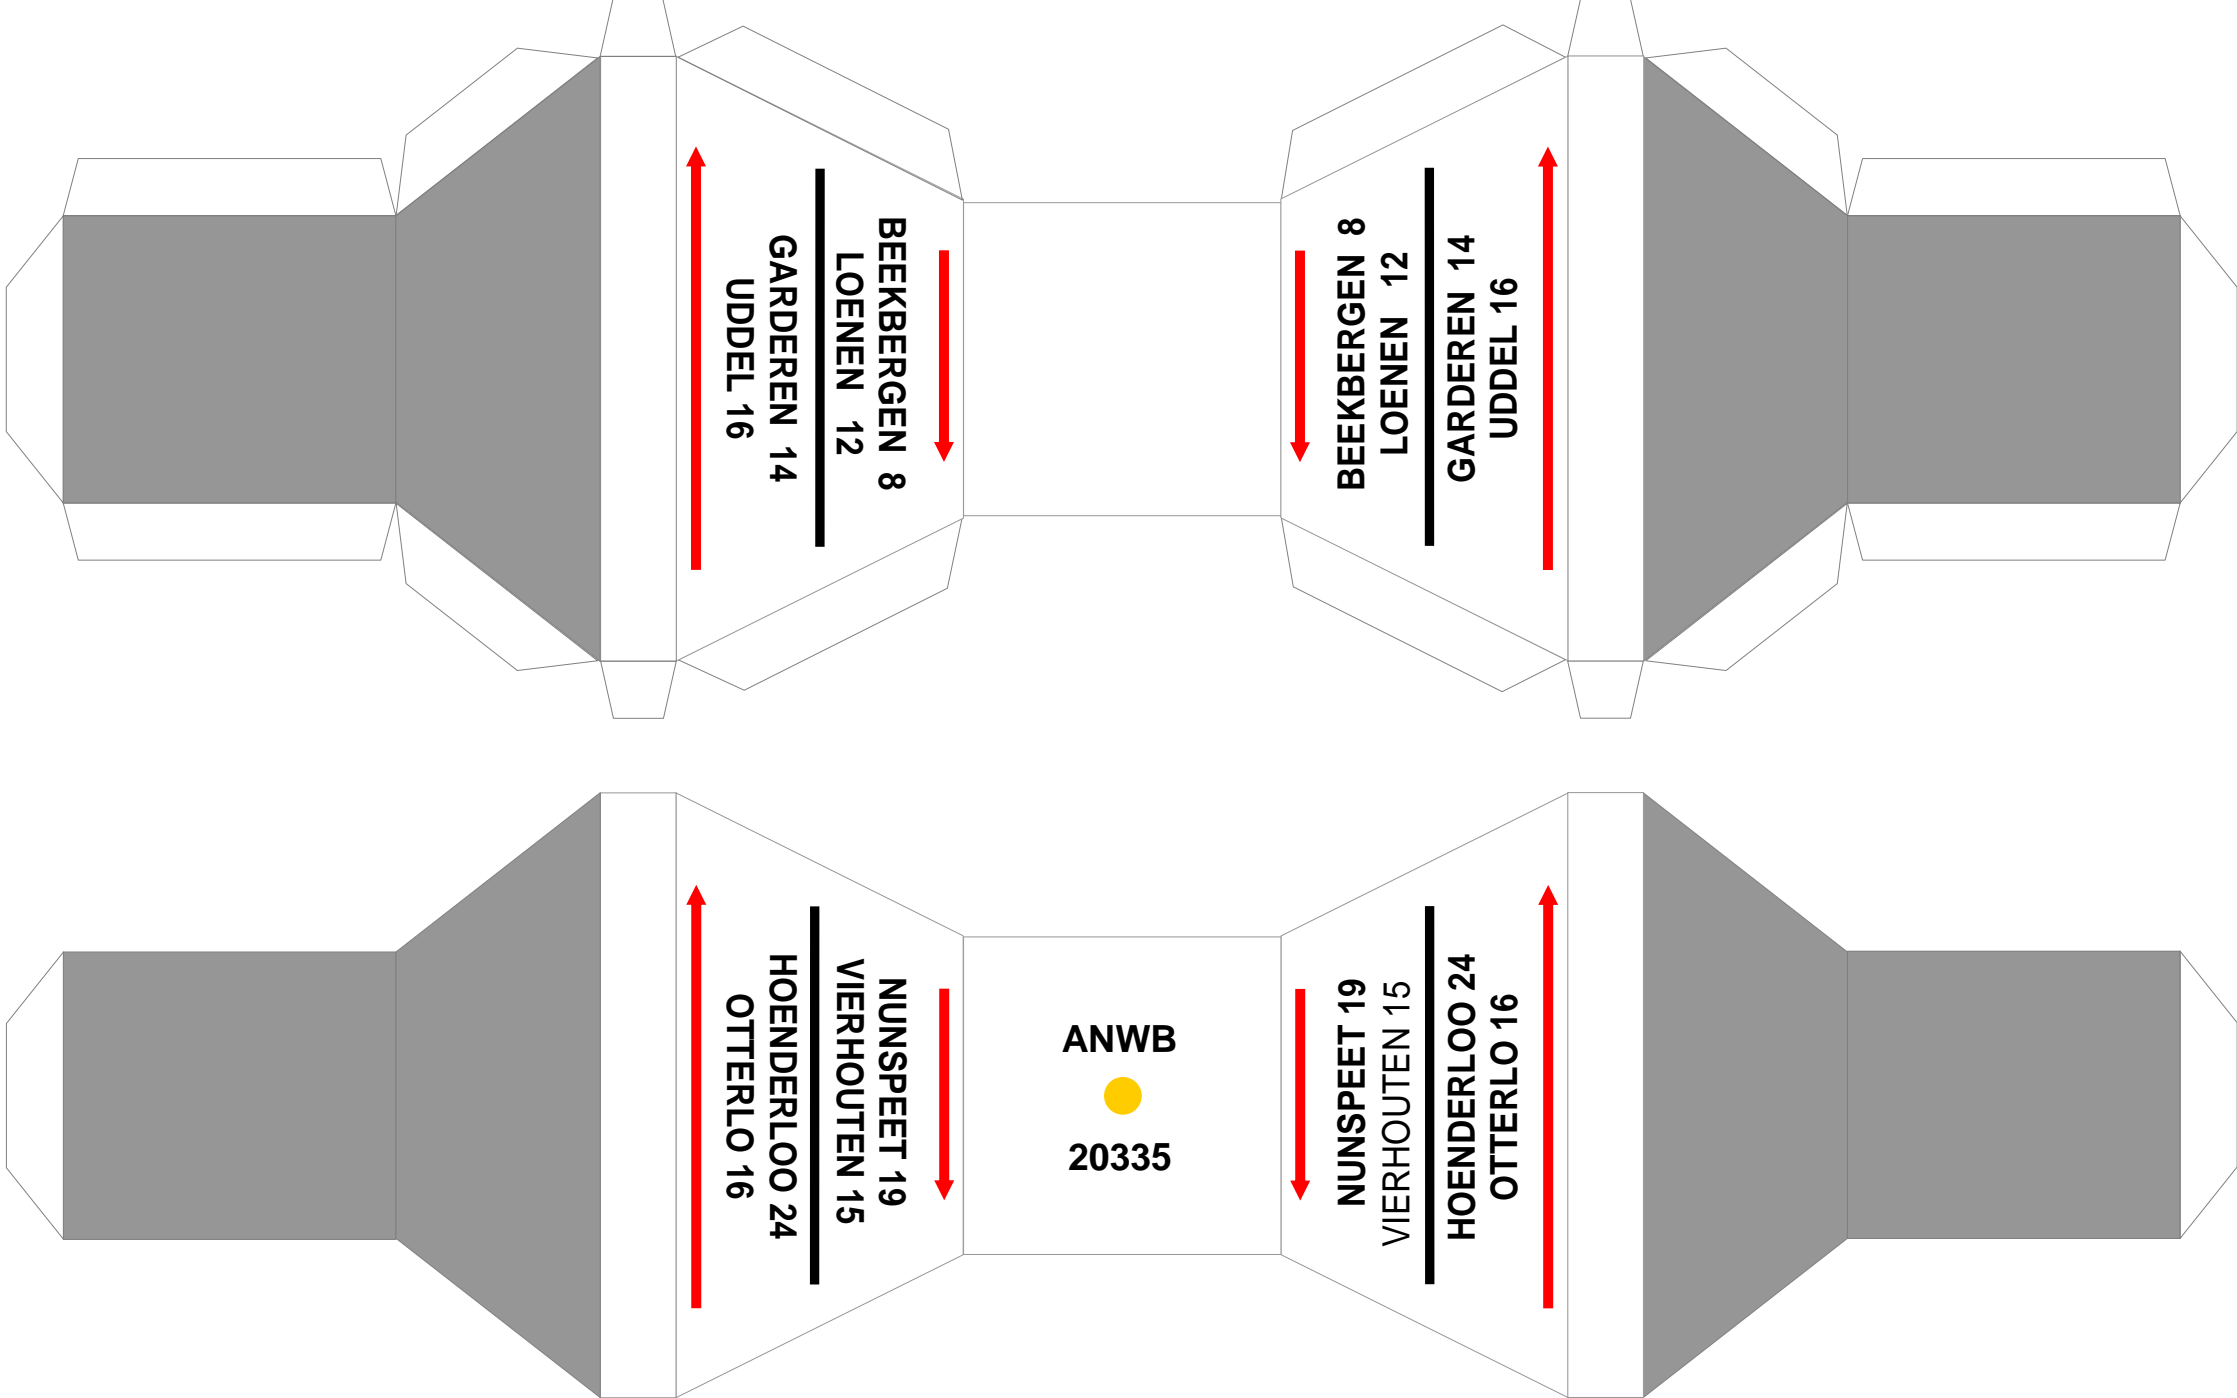 BEEKBERGEN 8
LOENEN 12
GARDEREN 14
UDDEL 16
BEEKBERGEN 8
LOENEN 12
GARDEREN 14
UDDEL 16
NUNSPEET 19
VIERHOUTEN 15
HOENDERLOO 24
OTTERLO 16
ANWB
20335
NUNSPEET 19
VIERHOUTEN 15
HOENDERLOO 24
OTTERLO 16